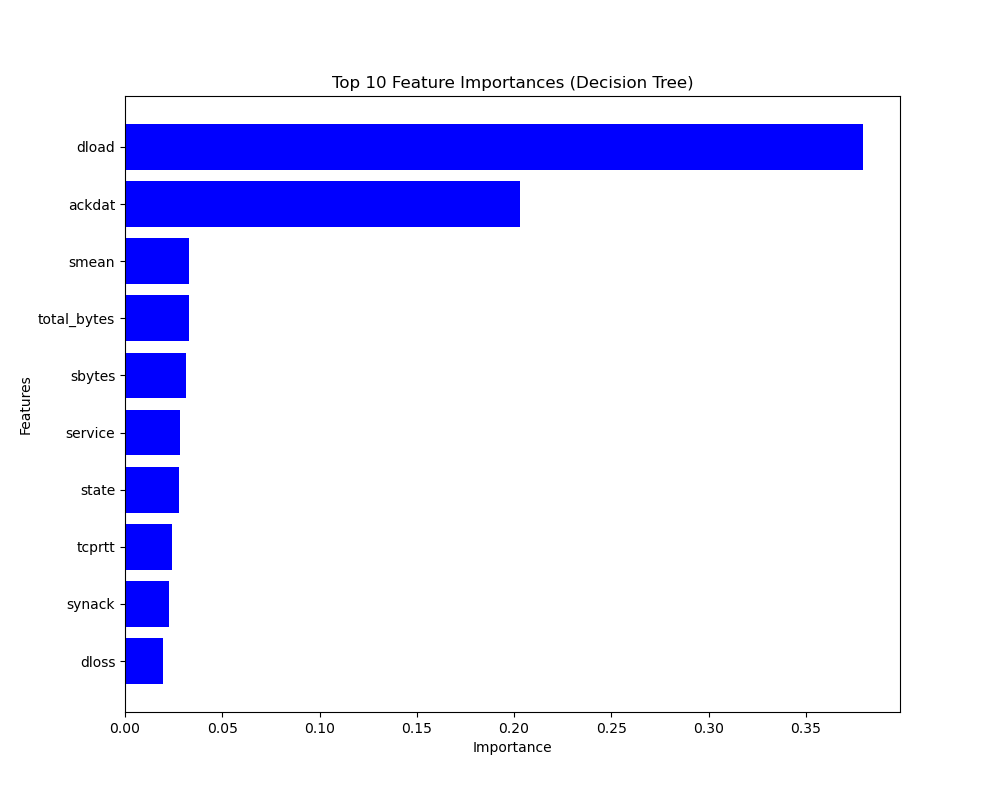 Top 10 Feature Importances (Decision Tree)
dload
ackdat
smean
total_bytes
sbytes
service
state
tcprtt
synack
dloss
Features
0.00 0.05 0.10 0.15 0.20 0.25 0.30 0.35
Importance